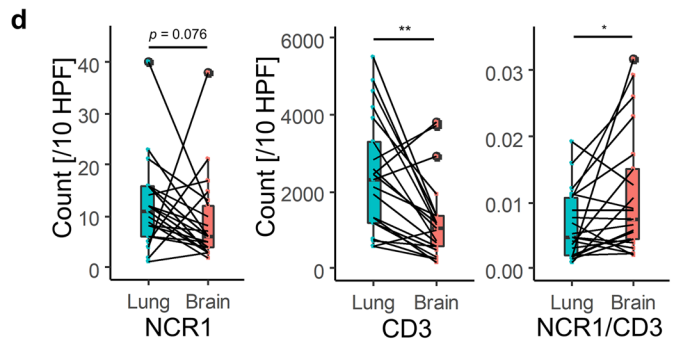 d
p = 0.076
Count [/10 HPF]
40
30
20
10
0
Lung Brain
NCR1
**
Count [/10 HPF]
6000
4000
2000
0
Lung Brain
CD3
*
0.03
0.02
0.01
0.00
Lung Brain
NCR1/CD3